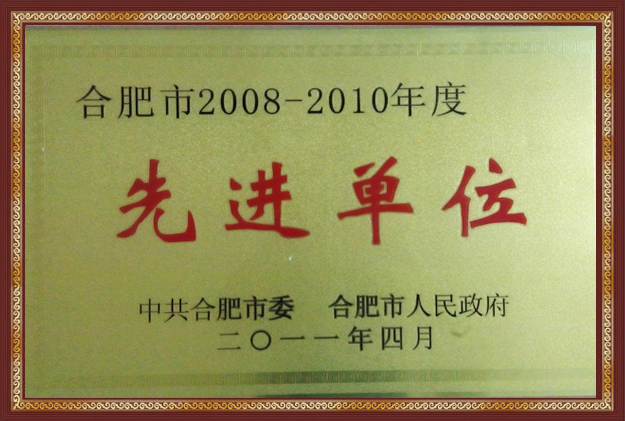 合肥市2008-2010年度
先进单位
中共合肥市委 合肥市人民政府
二〇一一年四月